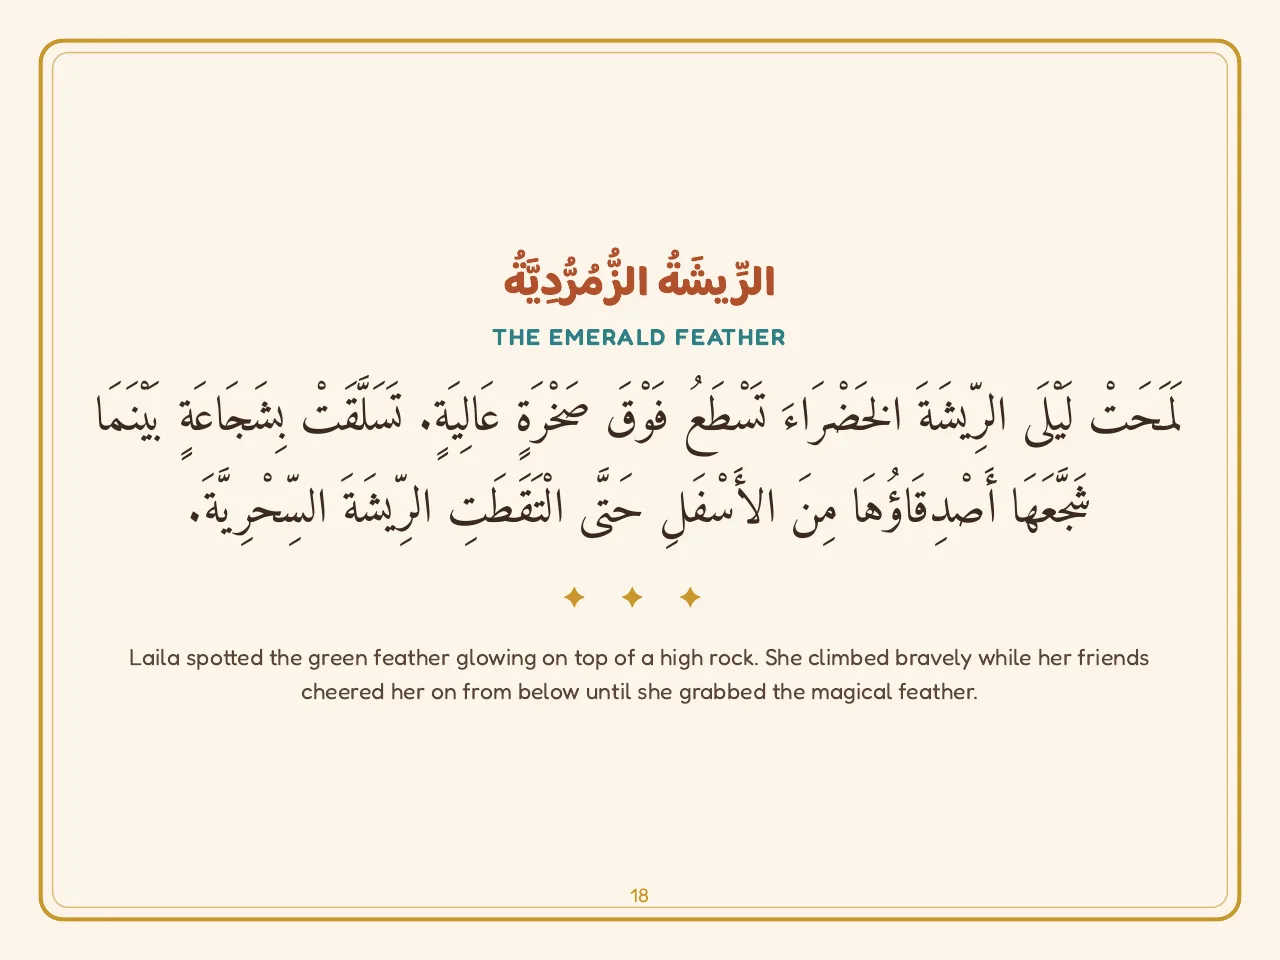 الرِّيشَةُ الزُّمُرُّدِيَّةُ
THE EMERALD FEATHER
لَمَحَتْ لَيْلَى الرِّيشَةَ الخَضْرَاءَ تَسْطَعُ فَوْقَ صَخْرَةٍ عَالِيَةٍ. تَسَلَّقَتْ بِشَجَاعَةٍ بَيْنَمَا
شَجَّعَهَا أَصْدِقَاؤُهَا مِنَ الأَسْفَلِ حَتَّى الْتَقَطَتِ الرِّيشَةَ السِّحْرِيَّةَ.
Laila spotted the green feather glowing on top of a high rock. She climbed bravely while her friends
cheered her on from below until she grabbed the magical feather.
18